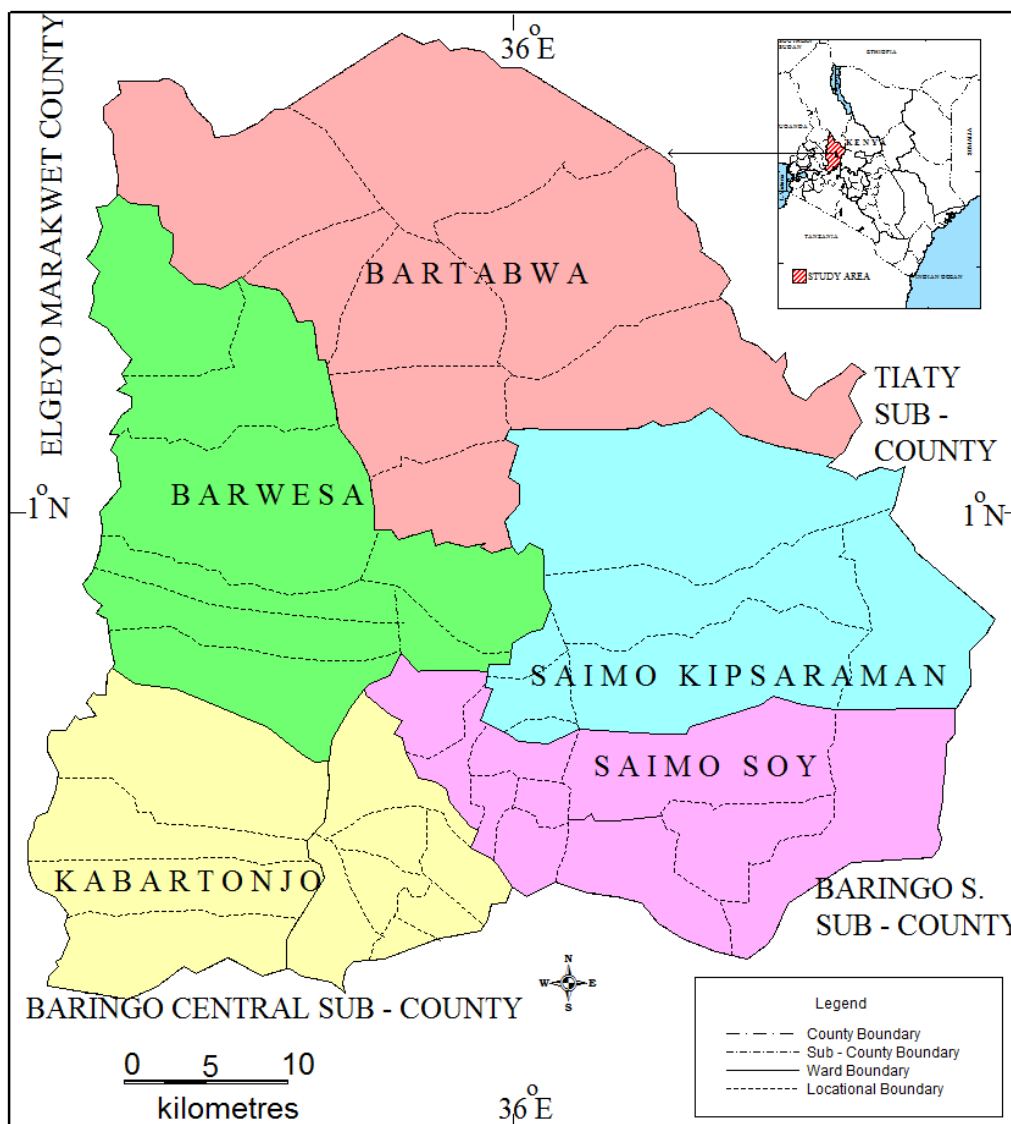 36°E
ELGEYO MARAKWET COUNTY
ETHIOPIA
UGANDA
KENYA
TANZANIA
INDIAN OCEAN
STUDY AREA
BARTABWA
TIATY
SUB -
COUNTY
BARWESA
1°N
1°N
SAIMO KIPSARAMAN
SAIMO SOY
KABARTONJO
BARINGO S.
SUB - COUNTY
N
W E
S
BARINGO CENTRAL SUB - COUNTY
Legend
County Boundary
Sub - County Boundary
Ward Boundary
Locational Boundary
0 5 10
kilometres
36°E